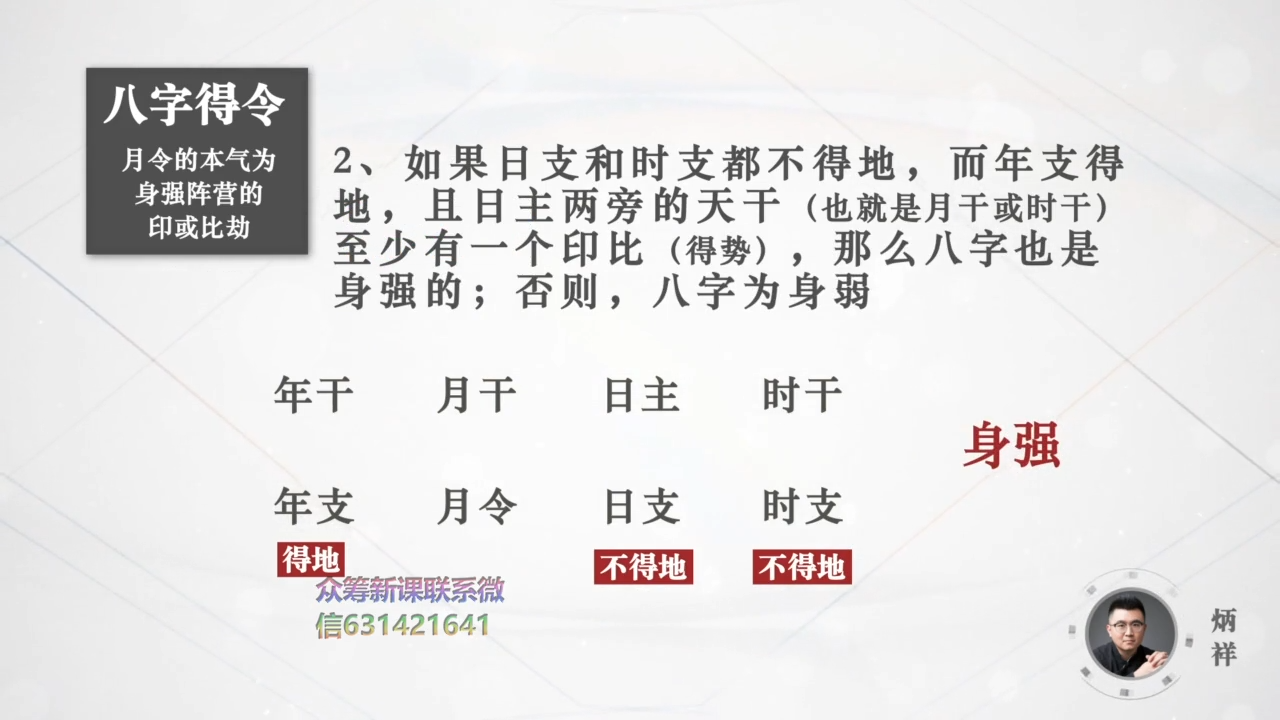 八字得令
月令的本气为
身强阵营的
印或比劫
2、如果日支和时支都不得地，而年支得
地，且日主两旁的天干（也就是月干或时干）
至少有一个印比（得势），那么八字也是
身强的；否则，八字为身弱
年干 月干 日主 时干
身强
年支 月令 日支 时支
得地 不得地 不得地
众筹新课联系微
信631421641
炳
祥